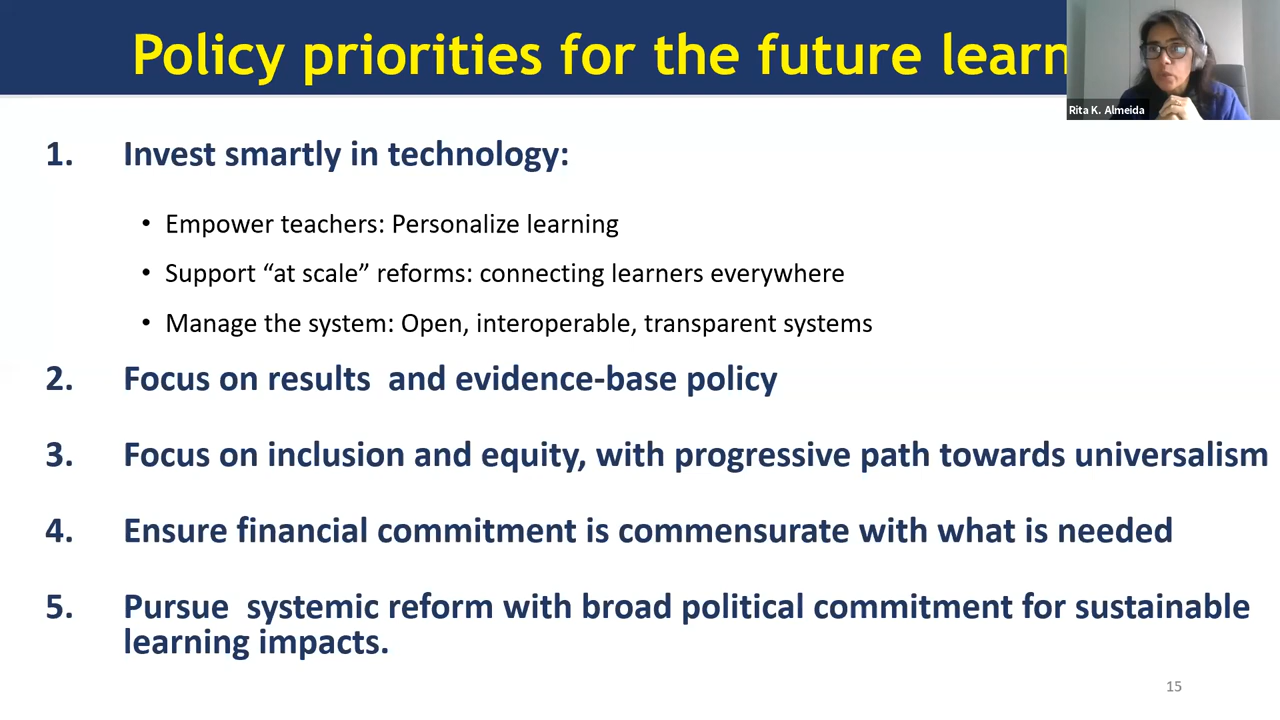 Policy priorities for the future learn
Rita K. Almeida
1. Invest smartly in technology:
• Empower teachers: Personalize learning
• Support “at scale” reforms: connecting learners everywhere
• Manage the system: Open, interoperable, transparent systems
2. Focus on results  and evidence-base policy
3. Focus on inclusion and equity, with progressive path towards universalism
4. Ensure financial commitment is commensurate with what is needed
5. Pursue  systemic reform with broad political commitment for sustainable
learning impacts.
15